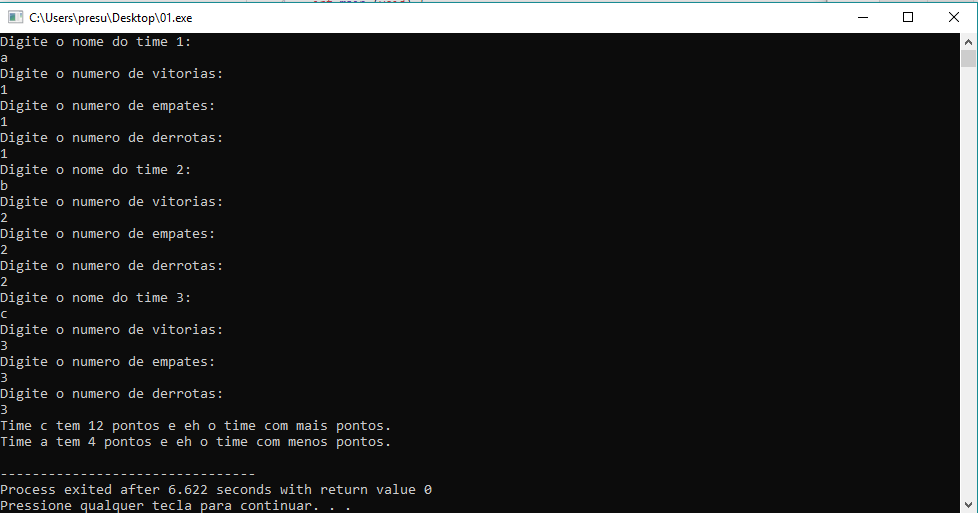 C:\Users\presu\Desktop\01.exe
Digite o nome do time 1:
a
Digite o numero de vitorias:
1
Digite o numero de empates:
1
Digite o numero de derrotas:
1
Digite o nome do time 2:
b
Digite o numero de vitorias:
2
Digite o numero de empates:
2
Digite o numero de derrotas:
2
Digite o nome do time 3:
c
Digite o numero de vitorias:
3
Digite o numero de empates:
3
Digite o numero de derrotas:
3
Time c tem 12 pontos e eh o time com mais pontos.
Time a tem 4 pontos e eh o time com menos pontos.
--------------------------------
Process exited after 6.622 seconds with return value 0
Pressione qualquer tecla para continuar. . .